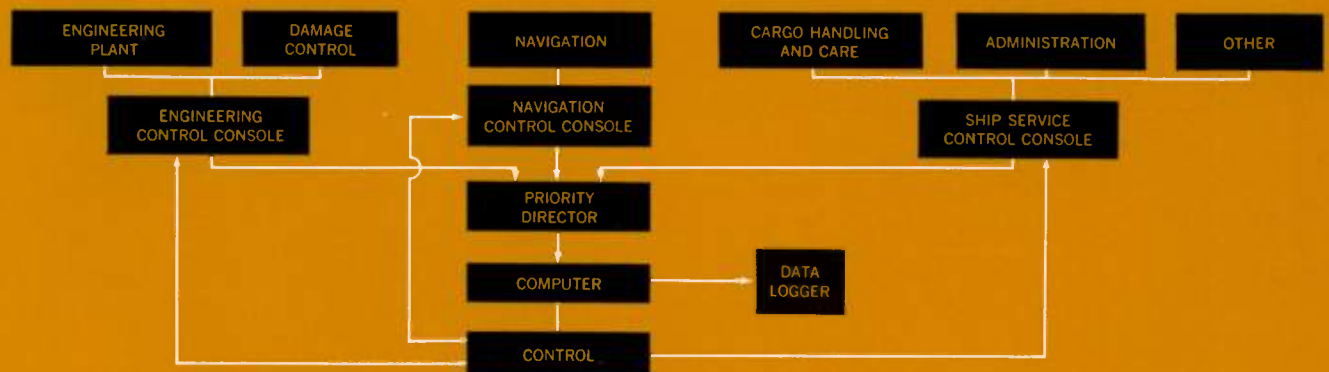 ENGINEERING
PLANT
DAMAGE
CONTROL
NAVIGATION
CARGO HANDLING
AND CARE
ADMINISTRATION
OTHER
ENGINEERING
CONTROL CONSOLE
NAVIGATION
CONTROL CONSOLE
SHIP SERVICE
CONTROL CONSOLE
PRIORITY
DIRECTOR
COMPUTER
DATA
LOGGER
CONTROL